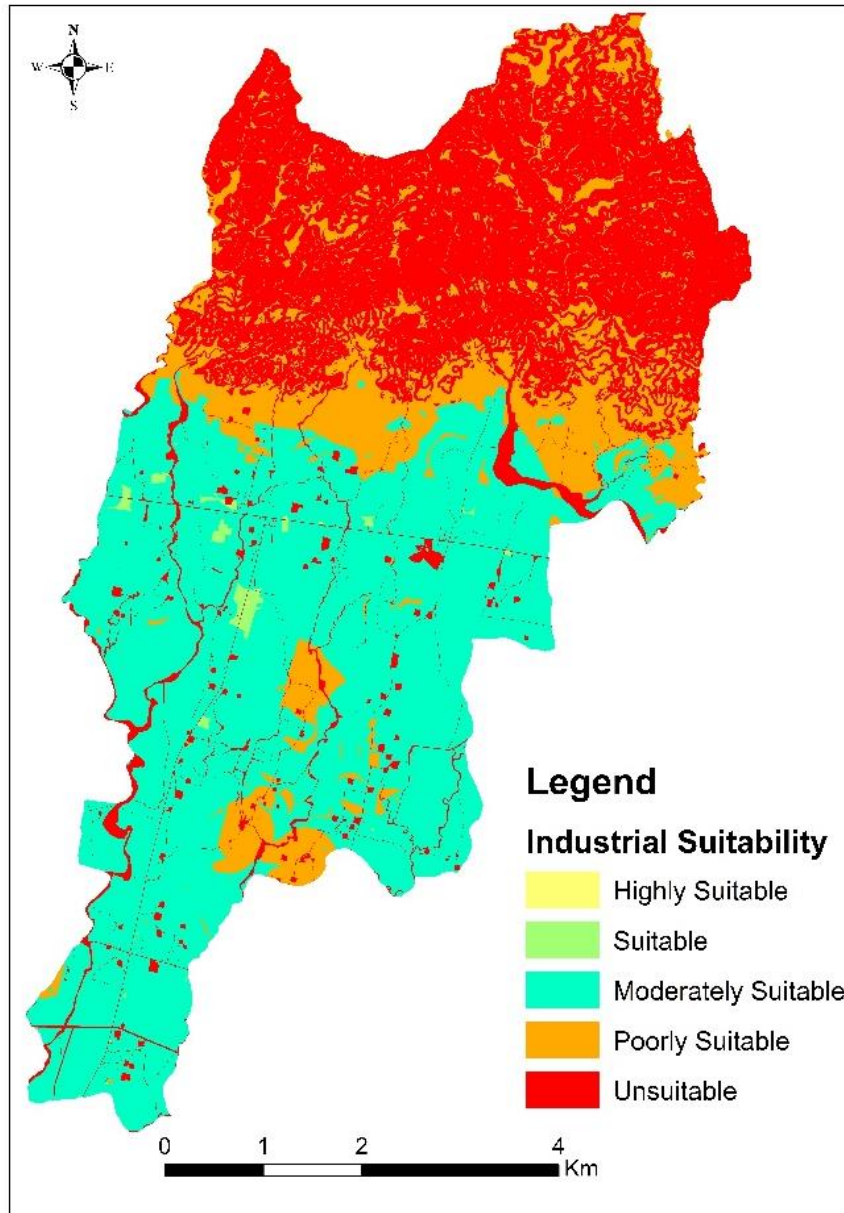 N
W E
S
Legend
Industrial Suitability
Highly Suitable
Suitable
Moderately Suitable
Poorly Suitable
Unsuitable
0 1 2 4
Km